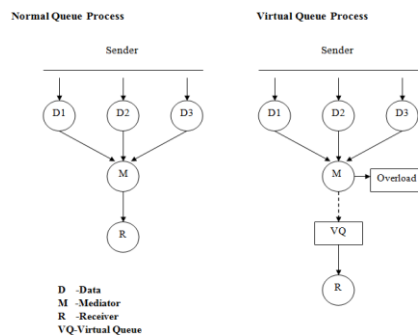 Normal Queue Process
Sender
D1 D2 D3
M
R
Virtual Queue Process
Sender
D1 D2 D3
M
Overload
VQ
R
D -Data
M -Mediator
R -Receiver
VQ-Virtual Queue